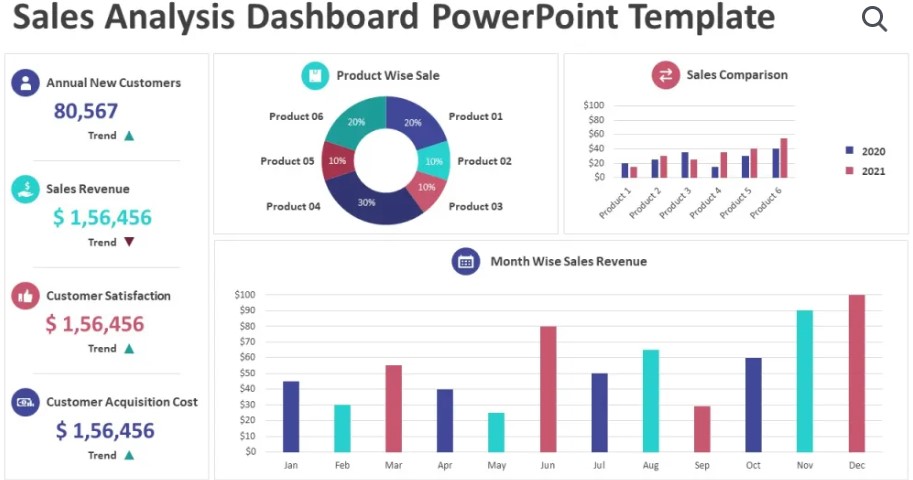 Sales Analysis Dashboard PowerPoint Template
Annual New Customers
80,567
Trend
Sales Revenue
$ 1,56,456
Trend
Customer Satisfaction
$ 1,56,456
Trend
Customer Acquisition Cost
$ 1,56,456
Trend
Product Wise Sale
Product 06
Product 01
20%
20%
Product 05
10%
10%
Product 02
10%
Product 04
30%
Product 03
Sales Comparison
$100
$80
$60
$40
$20
$0
Product 1
Product 2
Product 3
Product 4
Product 5
Product 6
2020
2021
Month Wise Sales Revenue
$100
$90
$80
$70
$60
$50
$40
$30
$20
$10
$0
Jan Feb Mar Apr May Jun Jul Aug Sep Oct Nov Dec